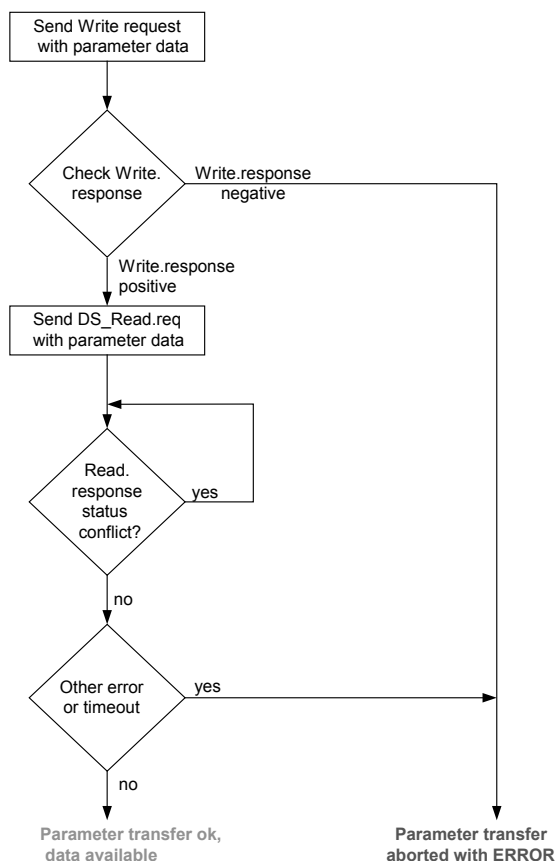 Send Write request
with parameter data
Check Write.
response
Write.response
negative
Write.response
positive
Send DS_Read.req
with parameter data
Read.
response
status
conflict?
yes
no
Other error
or timeout
yes
no
Parameter transfer ok,
data available
Parameter transfer
aborted with ERROR